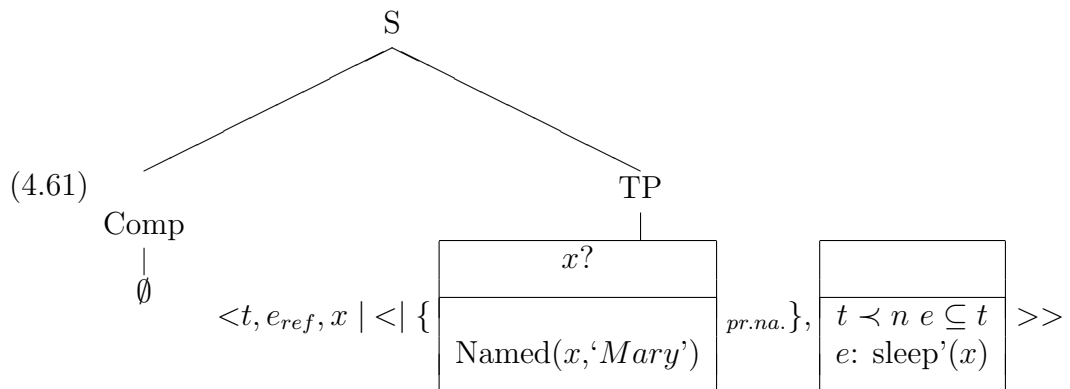 S
(4.61)
TP
Comp
∅
x?
<t, e_ref, x | <| { Named(x,‘Mary’) pr.na.}, t ≺ n e ⊆ t >>
e: sleep’(x)